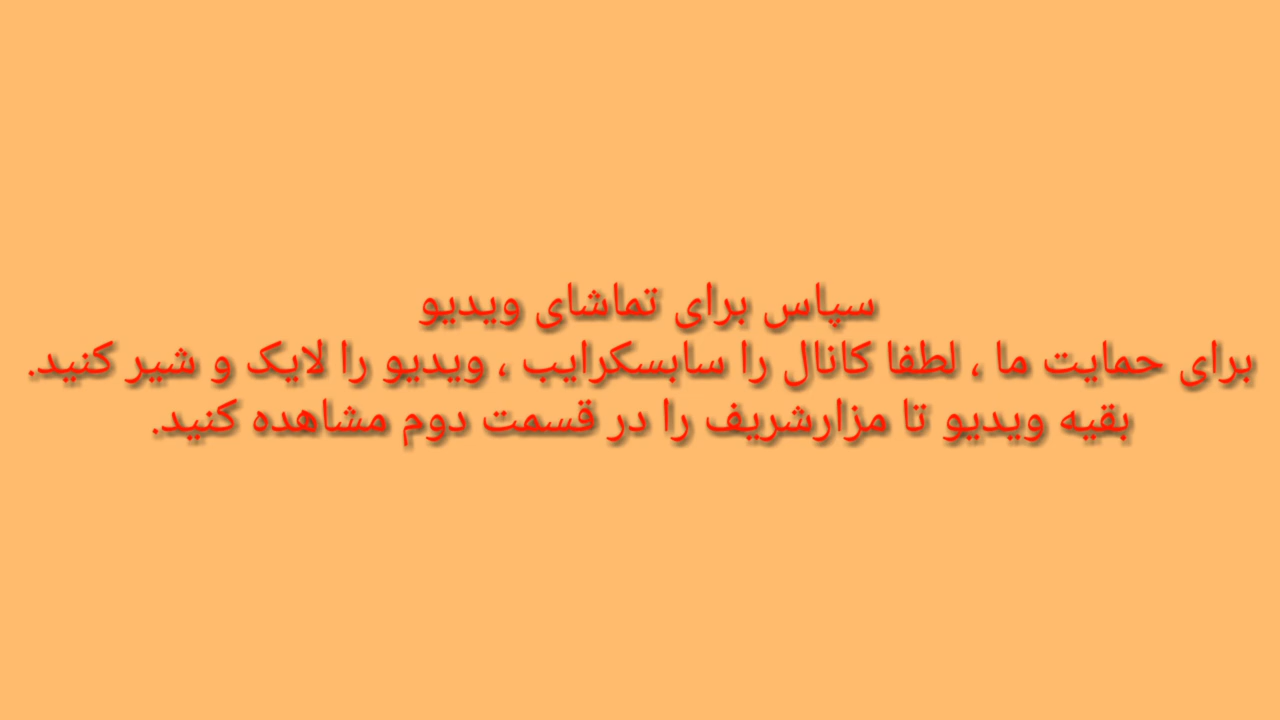 سپاس برای تماشای ویدیو
برای حمایت ما ، لطفا کانال را سابسکرایب ، ویدیو را لایک و شیر کنید.
بقیه ویدیو تا مزارشریف را در قسمت دوم مشاهده کنید.